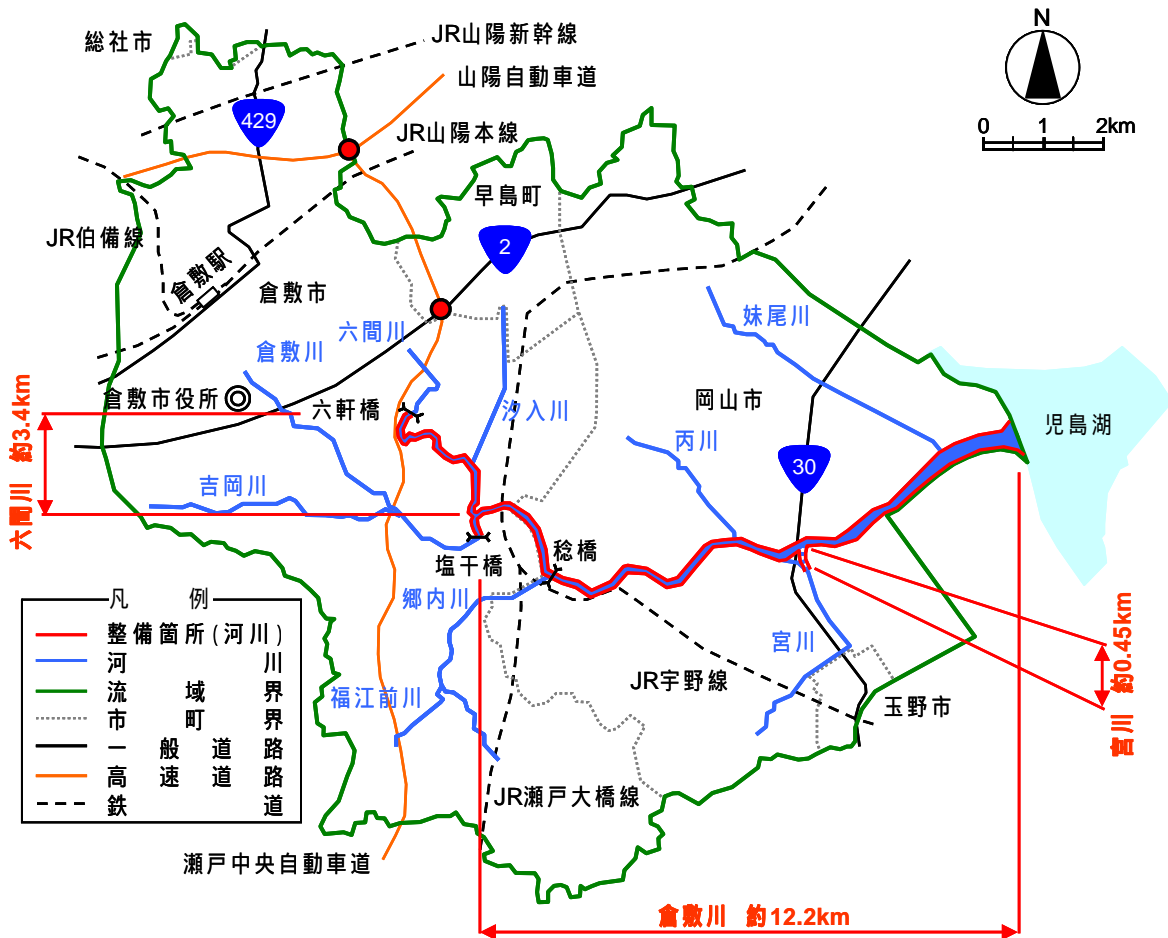 総社市
JR山陽新幹線
山陽自動車道
429
JR山陽本線
N
0 1 2km
早島町
JR伯備線
2
倉敷駅
倉敷市
六間川
妹尾川
倉敷川
倉敷市役所
六軒橋
汐入川
岡山市
児島湖
六間川 約3.4km
丙川
30
吉岡川
塩干橋
稔橋
郷内川
凡例
整備箇所(河川)
河川
流域界
市町界
一般道路
高速道路
鉄道
宮川
宮川 約0.45km
福江前川
JR宇野線
玉野市
JR瀬戸大橋線
瀬戸中央自動車道
倉敷川 約12.2km